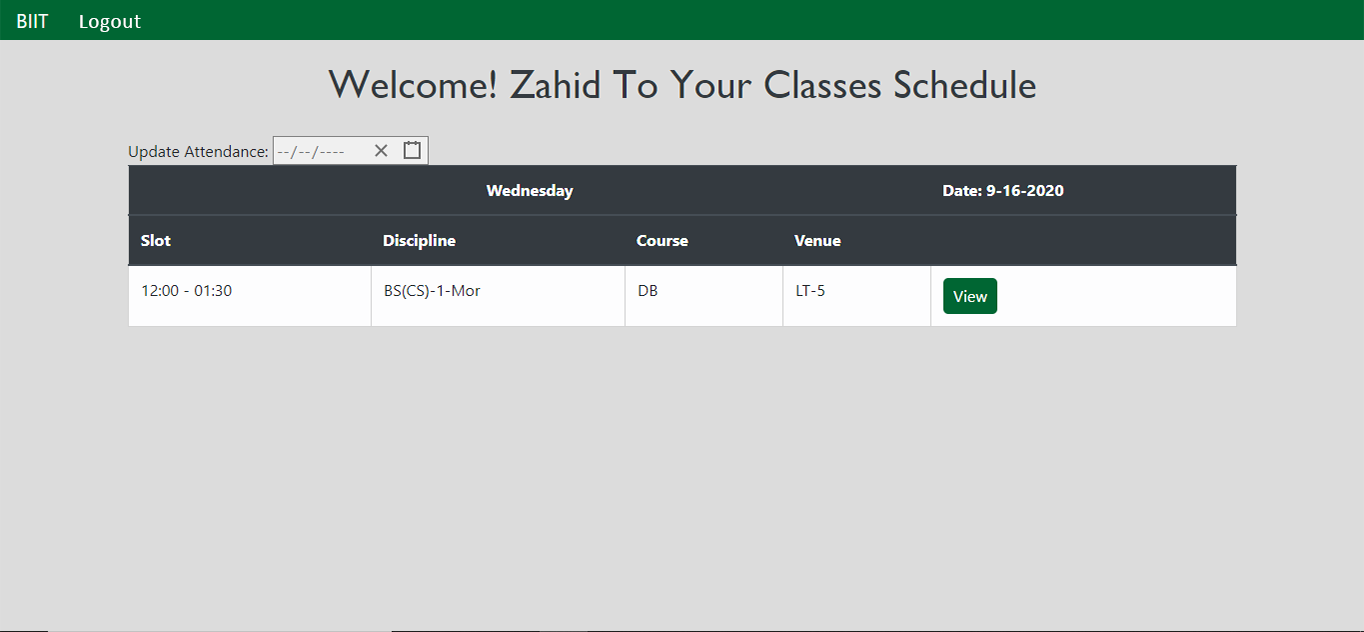 BIIT Logout
Welcome! Zahid To Your Classes Schedule
Update Attendance: --/--/----
Wednesday Date: 9-16-2020
Slot Discipline Course Venue
12:00 - 01:30 BS(CS)-1-Mor DB LT-5 View